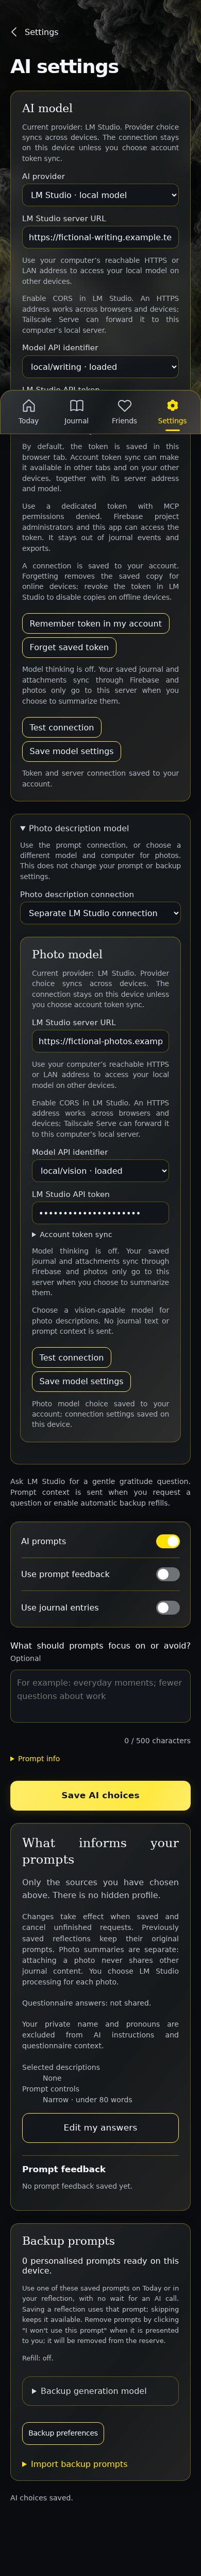 Settings
AI settings
AI model
Current provider: LM Studio. Provider choice
syncs across devices. The connection stays
on this device unless you choose account
token sync.
AI provider
LM Studio · local model
LM Studio server URL
https://fictional-writing.example.te
Use your computer's reachable HTTPS or
LAN address to access your local model on
other devices.
Enable CORS in LM Studio. An HTTPS
address works across browsers and devices;
Tailscale Serve can forward it to this
computer's local server.
Model API identifier
local/writing · loaded
LM Studio API token
Today
Journal
Friends
Settings
By default, the token is saved in this
browser tab. Account token sync can make
it available in other tabs and on your other
devices, together with its server address
and model.
Use a dedicated token with MCP
permissions denied. Firebase project
administrators and this app can access the
token. It stays out of journal events and
exports.
A connection is saved to your account.
Forgetting removes the saved copy for
online devices; revoke the token in LM
Studio to disable copies on offline devices.
Remember token in my account
Forget saved token
Model thinking is off. Your saved journal and
attachments sync through Firebase and
photos only go to this server when you
choose to summarize them.
Test connection
Save model settings
Token and server connection saved to your
account.
▼ Photo description model
Use the prompt connection, or choose a
different model and computer for photos.
This does not change your prompt or backup
settings.
Photo description connection
Separate LM Studio connection
Photo model
Current provider: LM Studio. Provider
choice syncs across devices. The
connection stays on this device unless
you choose account token sync.
LM Studio server URL
https://fictional-photos.examp
Use your computer's reachable HTTPS or
LAN address to access your local model
on other devices.
Enable CORS in LM Studio. An HTTPS
address works across browsers and
devices; Tailscale Serve can forward it
to this computer's local server.
Model API identifier
local/vision · loaded
LM Studio API token
••••••••••••••••••••••
▶ Account token sync
Model thinking is off. Your saved
journal and attachments sync through
Firebase and photos only go to this
server when you choose to summarize
them.
Choose a vision-capable model for
photo descriptions. No journal text or
prompt context is sent.
Test connection
Save model settings
Photo model choice saved to your
account; connection settings saved on
this device.
Ask LM Studio for a gentle gratitude question.
Prompt context is sent when you request a
question or enable automatic backup refills.
AI prompts
Use prompt feedback
Use journal entries
What should prompts focus on or avoid?
Optional
For example: everyday moments; fewer
questions about work
0 / 500 characters
▶ Prompt info
Save AI choices
What informs your
prompts
Only the sources you have chosen
above. There is no hidden profile.
Changes take effect when saved and
cancel unfinished requests. Previously
saved reflections keep their original
prompts. Photo summaries are separate:
attaching a photo never shares other
journal content. You choose LM Studio
processing for each photo.
Questionnaire answers: not shared.
Your private name and pronouns are
excluded from AI instructions and
questionnaire context.
Selected descriptions
None
Prompt controls
Narrow · under 80 words
Edit my answers
Prompt feedback
No prompt feedback saved yet.
Backup prompts
0 personalised prompts ready on this
device.
Use one of these saved prompts on Today or in
your reflection, with no wait for an AI call.
Saving a reflection uses that prompt; skipping
keeps it available. Remove prompts by clicking
"I won't use this prompt" when it is presented
to you; it will be removed from the reserve.
Refill: off.
▶ Backup generation model
Backup preferences
▶ Import backup prompts
AI choices saved.